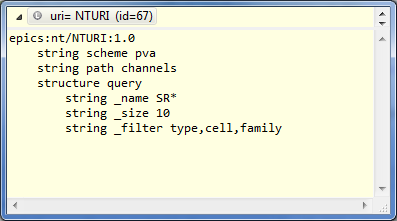 uri= NTURI (id=67)
epics:nt/NTURI:1.0
    string scheme pva
    string path channels
    structure query
        string _name SR*
        string _size 10
        string _filter type,cell,family